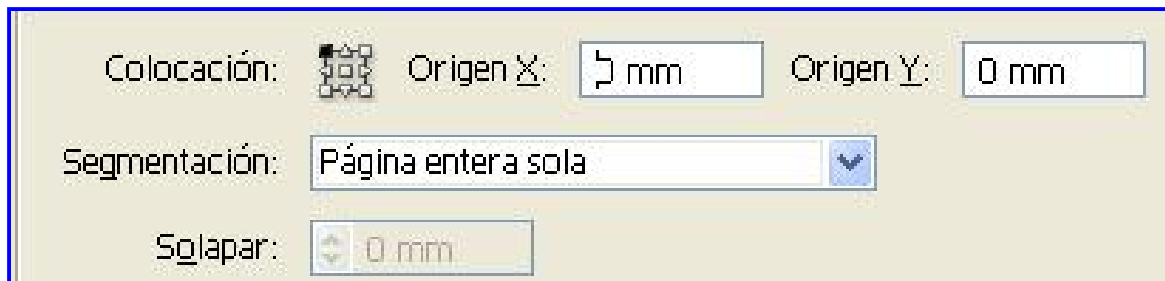 Colocación: Origen X: mm Origen Y: 0 mm
Segmentación: Página entera sola
Solapar: 0 mm